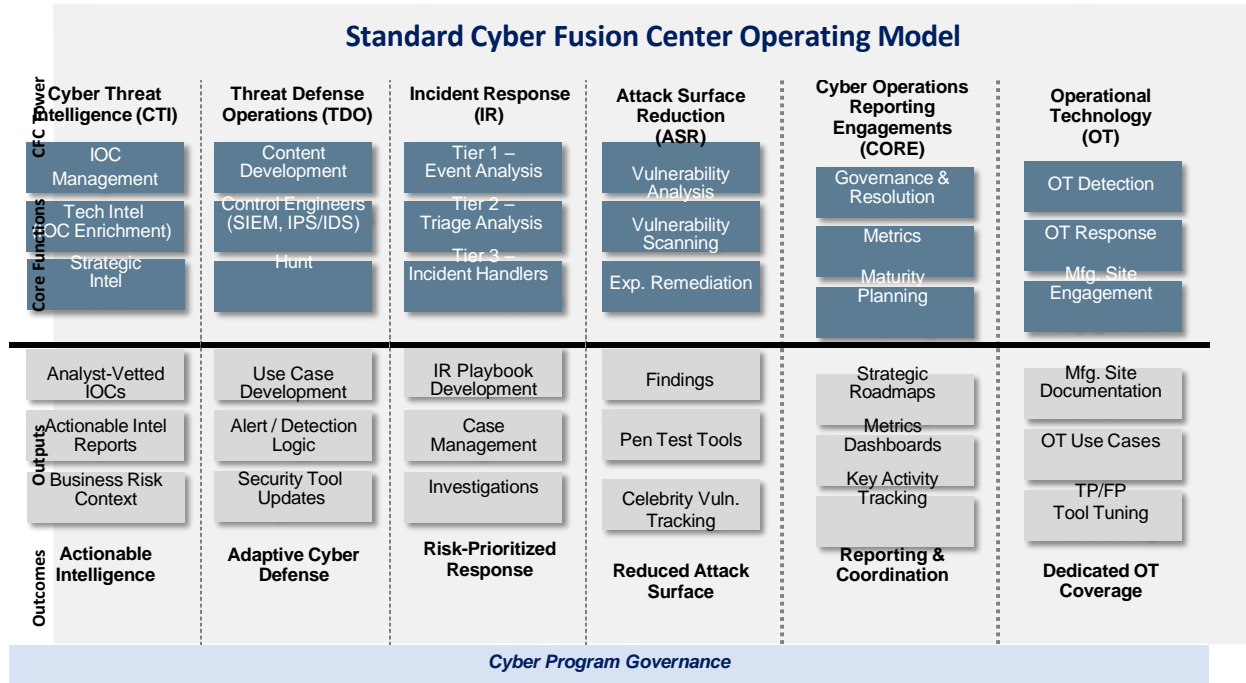 Standard Cyber Fusion Center Operating Model
CFC Tower
Cyber Threat
Intelligence (CTI)
Threat Defense
Operations (TDO)
Incident Response
(IR)
Attack Surface
Reduction
(ASR)
Cyber Operations
Reporting
Engagements
(CORE)
Operational
Technology
(OT)
Core Functions
IOC
Management
Tech Intel
(IOC Enrichment)
Strategic
Intel
Content
Development
Control Engineers
(SIEM, IPS/IDS)
Hunt
Tier 1 –
Event Analysis
Tier 2 –
Triage Analysis
Tier 3 –
Incident Handlers
Vulnerability
Analysis
Vulnerability
Scanning
Exp. Remediation
Governance &
Resolution
Metrics
Maturity
Planning
OT Detection
OT Response
Mfg. Site
Engagement
Outputs
Analyst-Vetted
IOCs
Actionable Intel
Reports
Business Risk
Context
Use Case
Development
Alert / Detection
Logic
Security Tool
Updates
IR Playbook
Development
Case
Management
Investigations
Findings
Pen Test Tools
Celebrity Vuln.
Tracking
Strategic
Roadmaps
Metrics
Dashboards
Key Activity
Tracking
Mfg. Site
Documentation
OT Use Cases
TP/FP
Tool Tuning
Outcomes
Actionable
Intelligence
Adaptive Cyber
Defense
Risk-Prioritized
Response
Reduced Attack
Surface
Reporting &
Coordination
Dedicated OT
Coverage
Cyber Program Governance